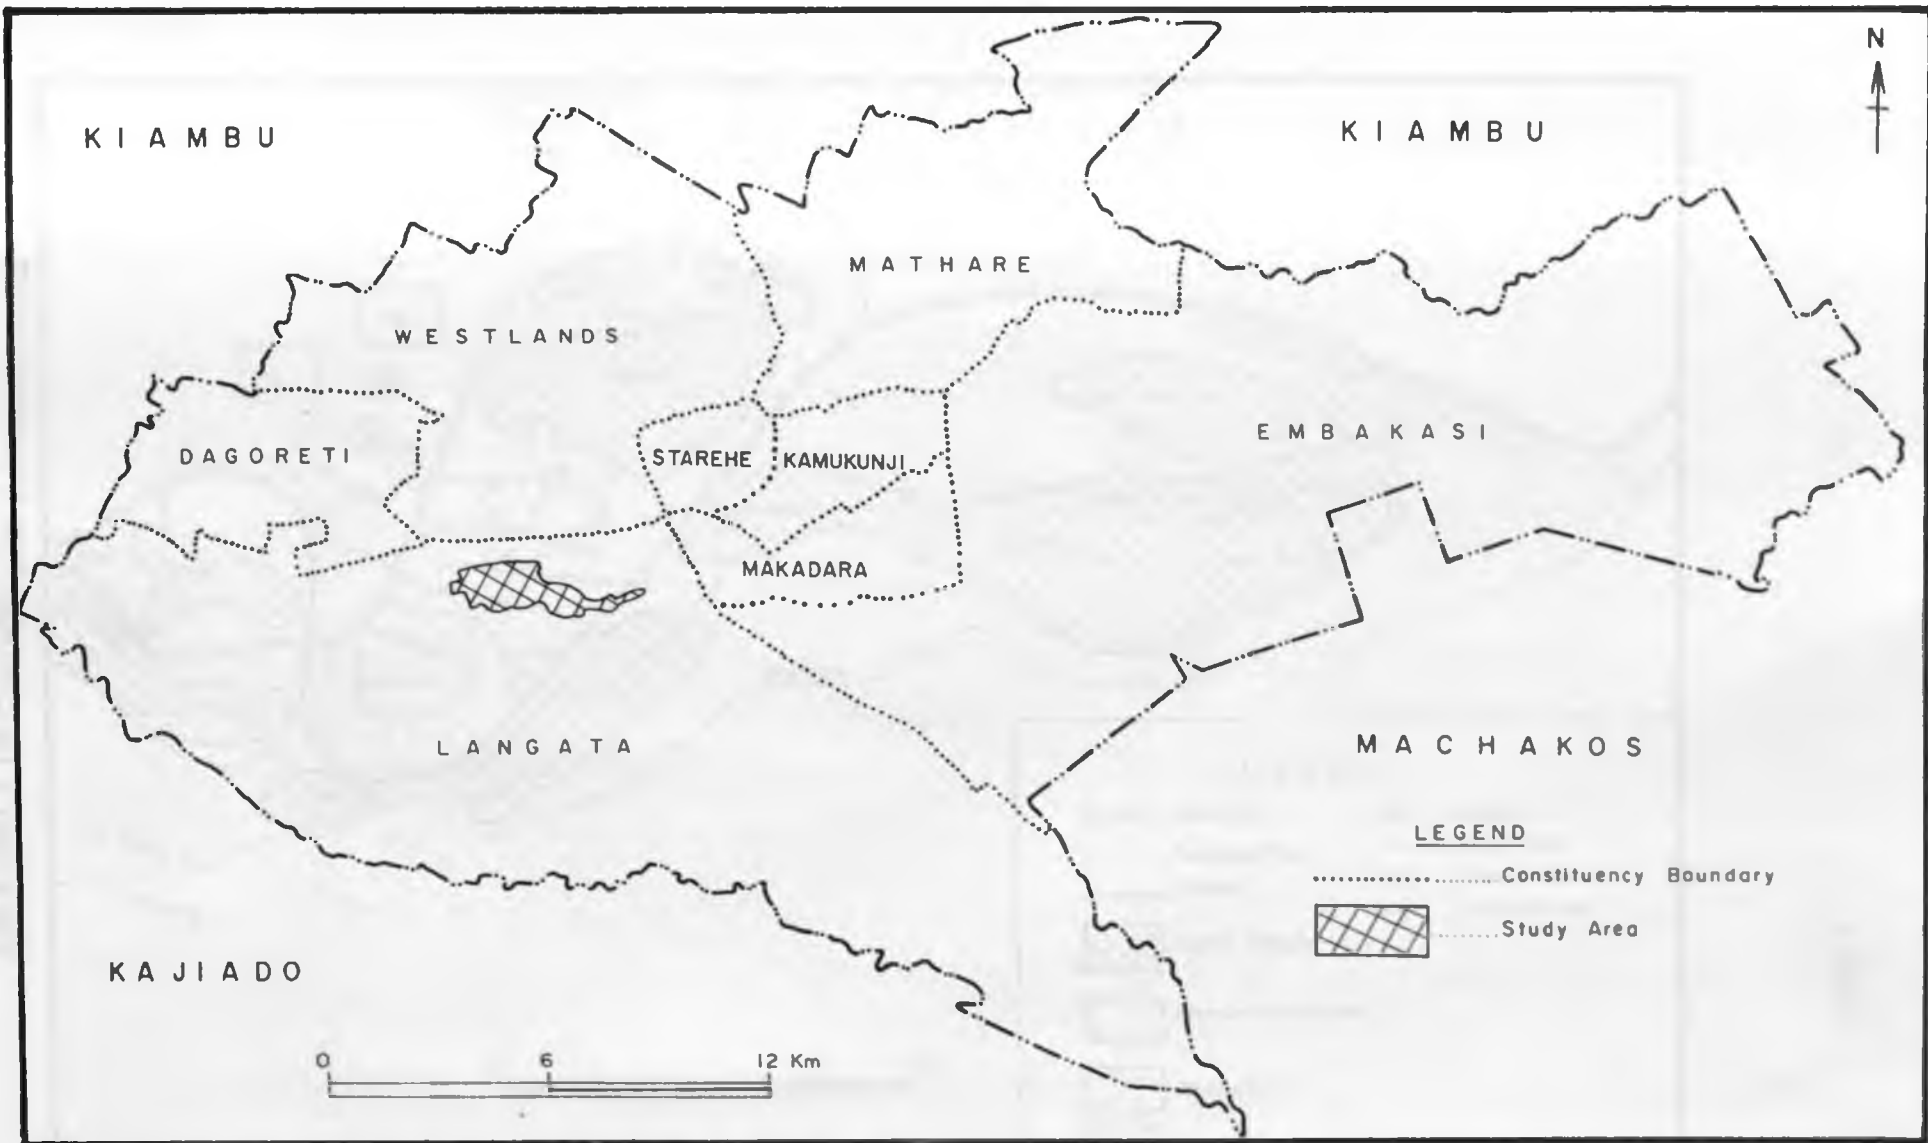 N
KIAMBU
KIAMBU
MATHARE
WESTLANDS
EMBAKASI
DAGORETI
STAREHE
KAMUKUNJI
MAKADARA
LANGATA
MACHAKOS
LEGEND
Constituency Boundary
Study Area
KAJIADO
0 6 12 Km